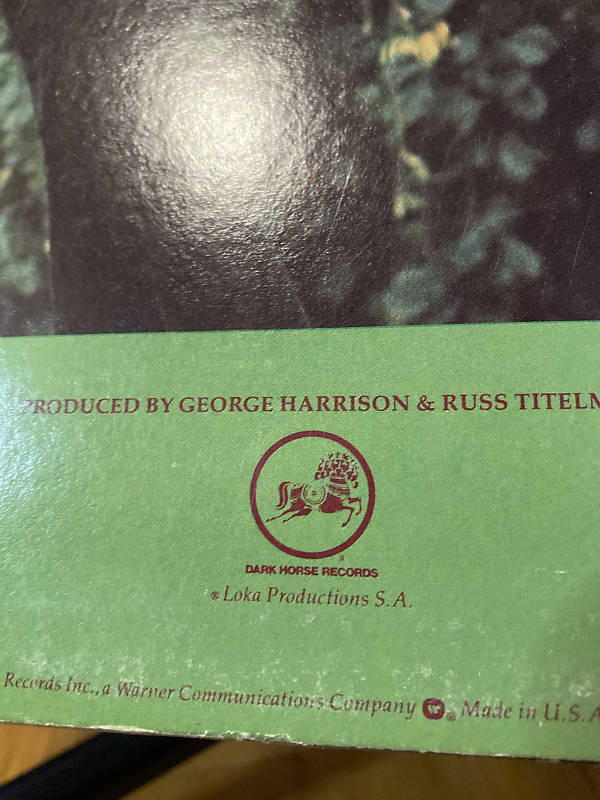 PRODUCED BY GEORGE HARRISON & RUSS TITELM
DARK HORSE RECORDS
® Loka Productions S.A.
Records Inc., a Warner Communications Company W ®, Made in U.S.A